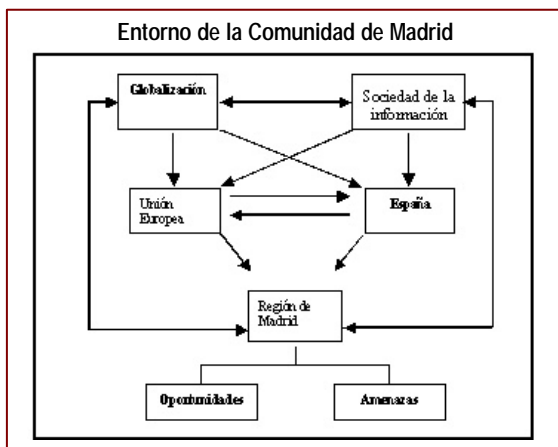 Entorno de la Comunidad de Madrid
Globalización
Sociedad de la
información
Unión
Europea
España
Región de
Madrid
Oportunidades
Amenazas